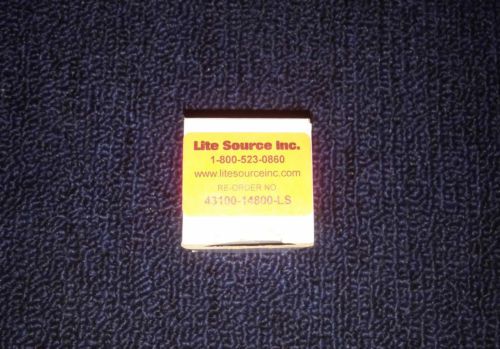 Lite Source Inc.
1-800-523-0860
www.litesourceinc.com
RE-ORDER NO.
43100-14800-LS